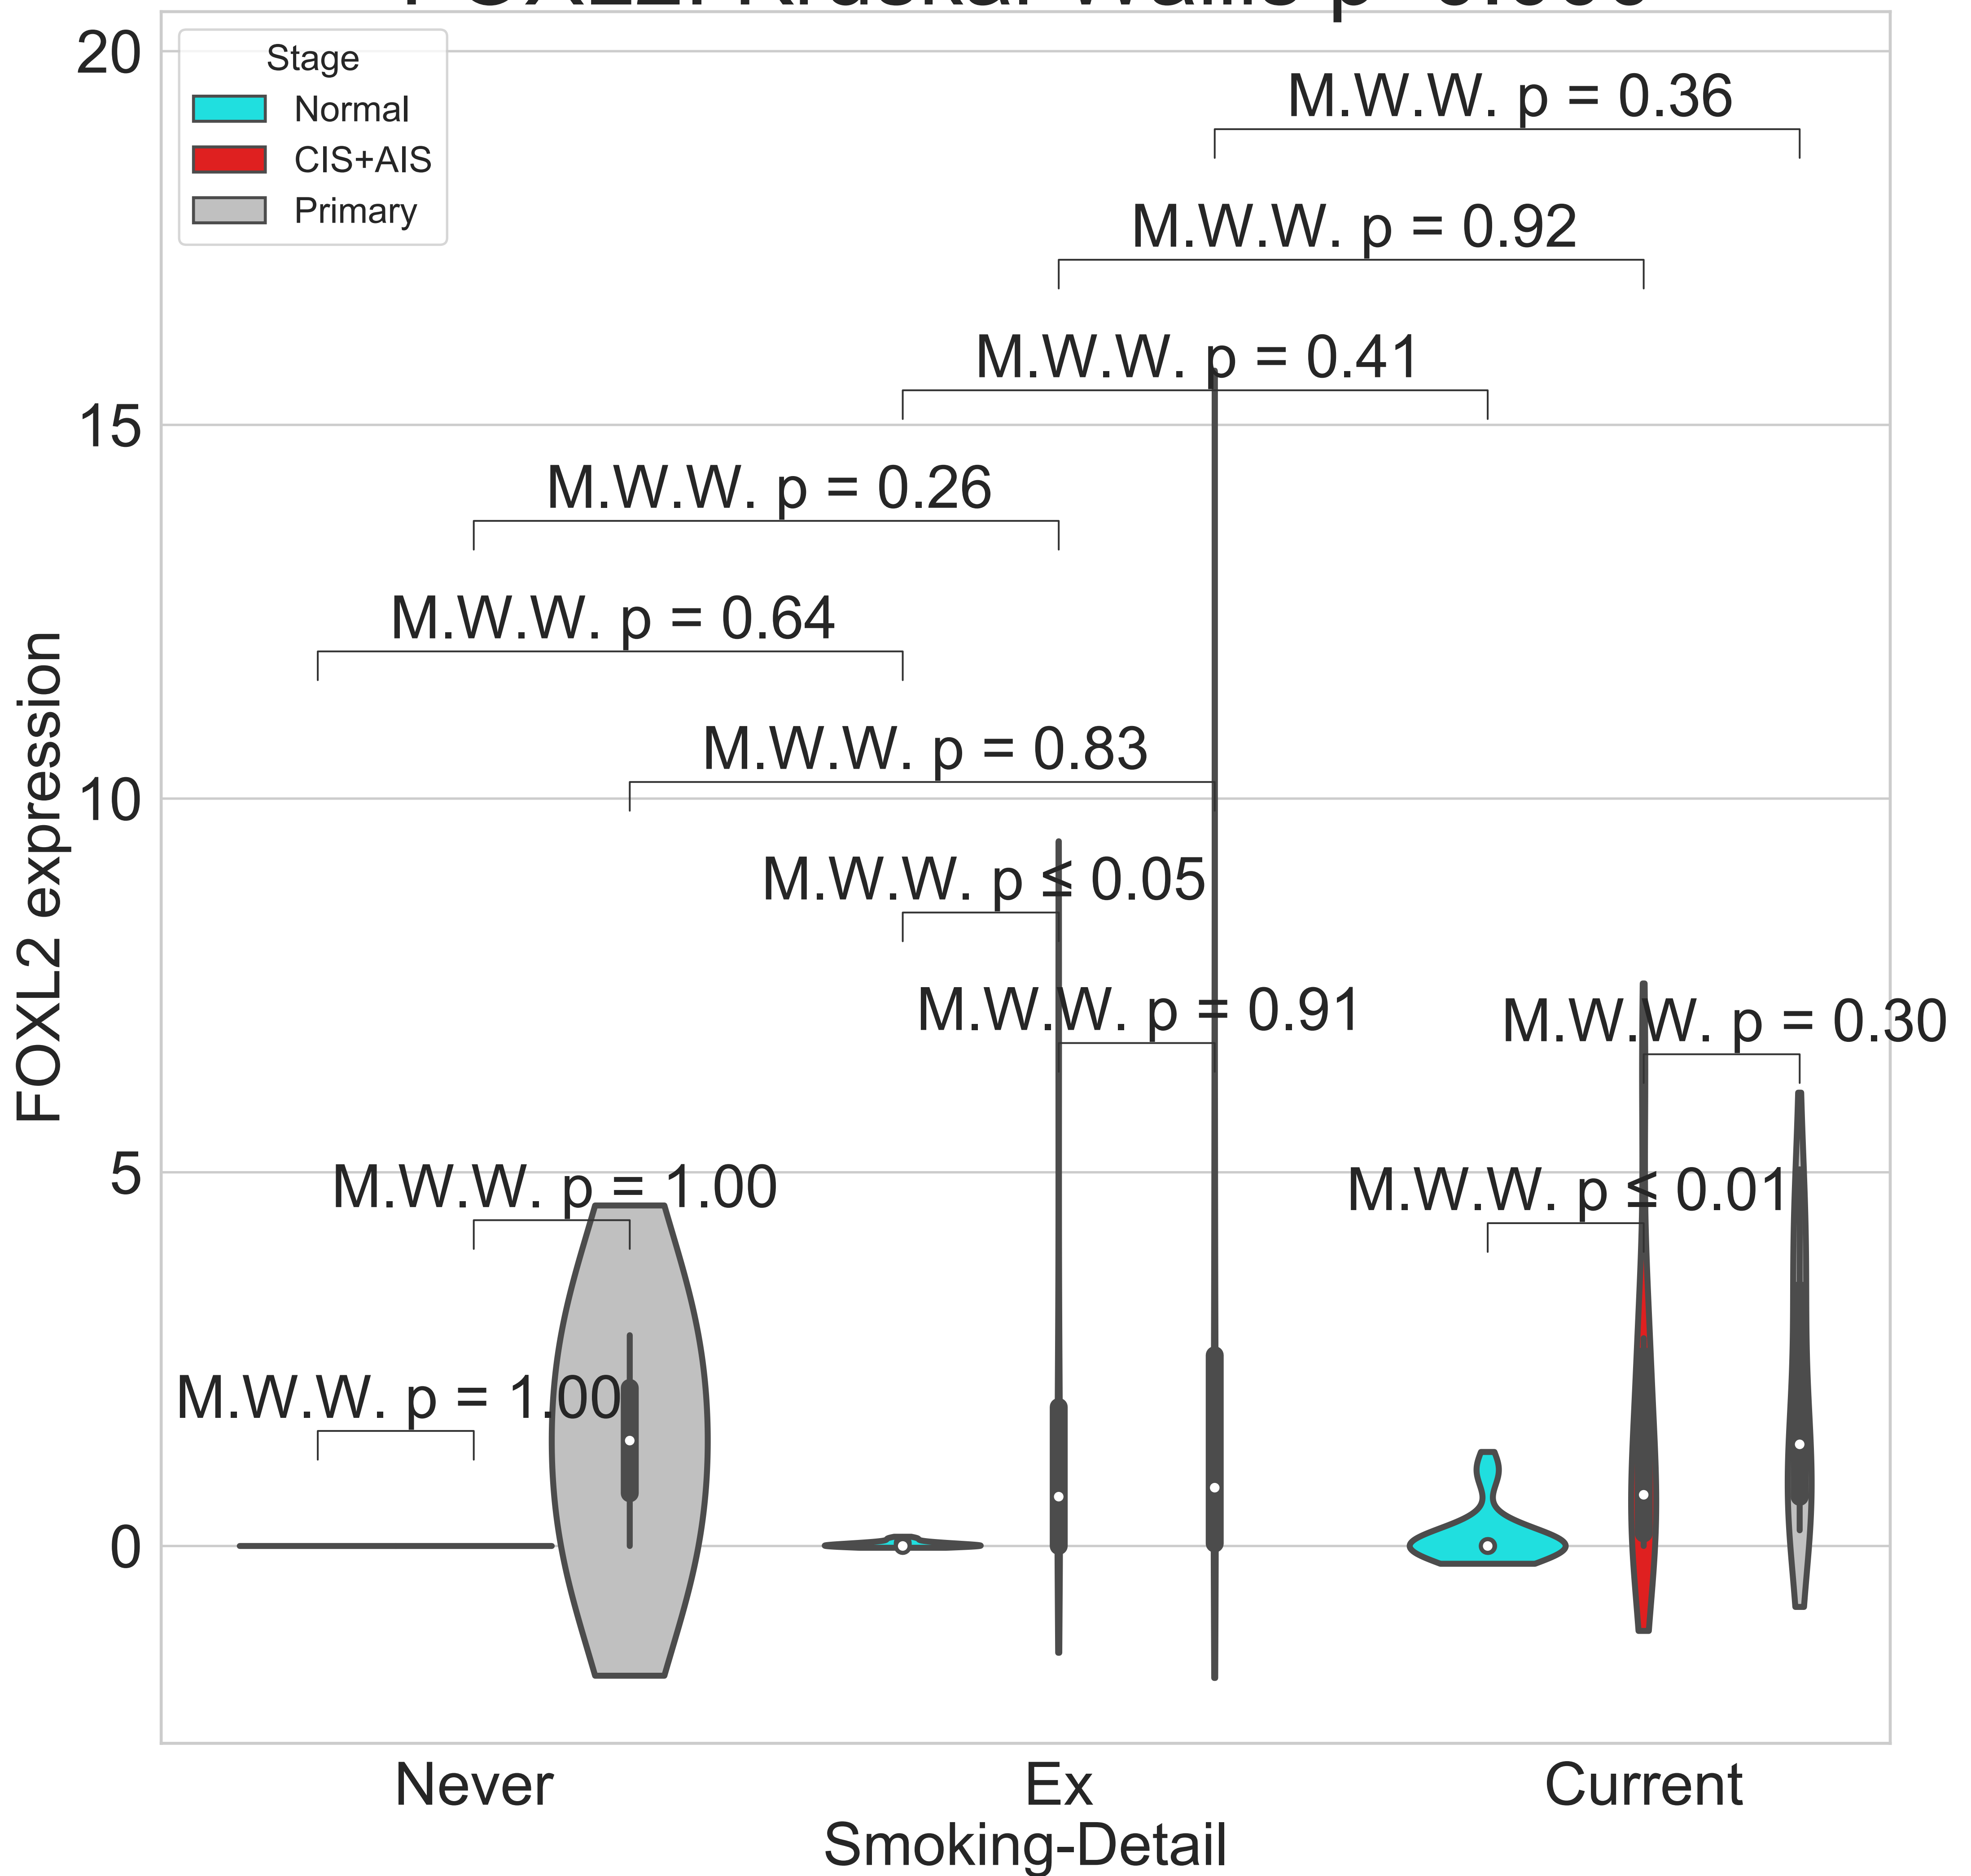 20
15
10
5
0
FOXL2 expression
Stage
Normal
CIS+AIS
Primary
M.W.W. p = 0.36
M.W.W. p = 0.92
M.W.W. p = 0.41
M.W.W. p = 0.26
M.W.W. p = 0.64
M.W.W. p = 0.83
M.W.W. p ≤ 0.05
M.W.W. p = 0.91
M.W.W. p = 0.30
M.W.W. p = 1.00
M.W.W. p ≤ 0.01
M.W.W. p = 1.00
Never
Ex
Current
Smoking-Detail